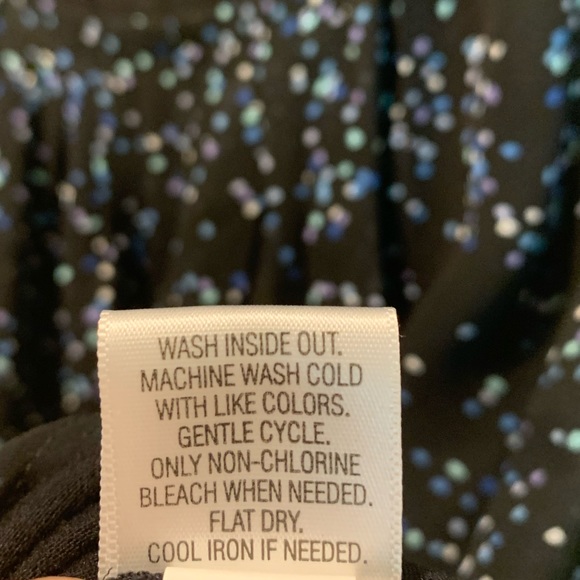 WASH INSIDE OUT.
MACHINE WASH COLD
WITH LIKE COLORS.
GENTLE CYCLE.
ONLY NON-CHLORINE
BLEACH WHEN NEEDED.
FLAT DRY.
COOL IRON IF NEEDED.